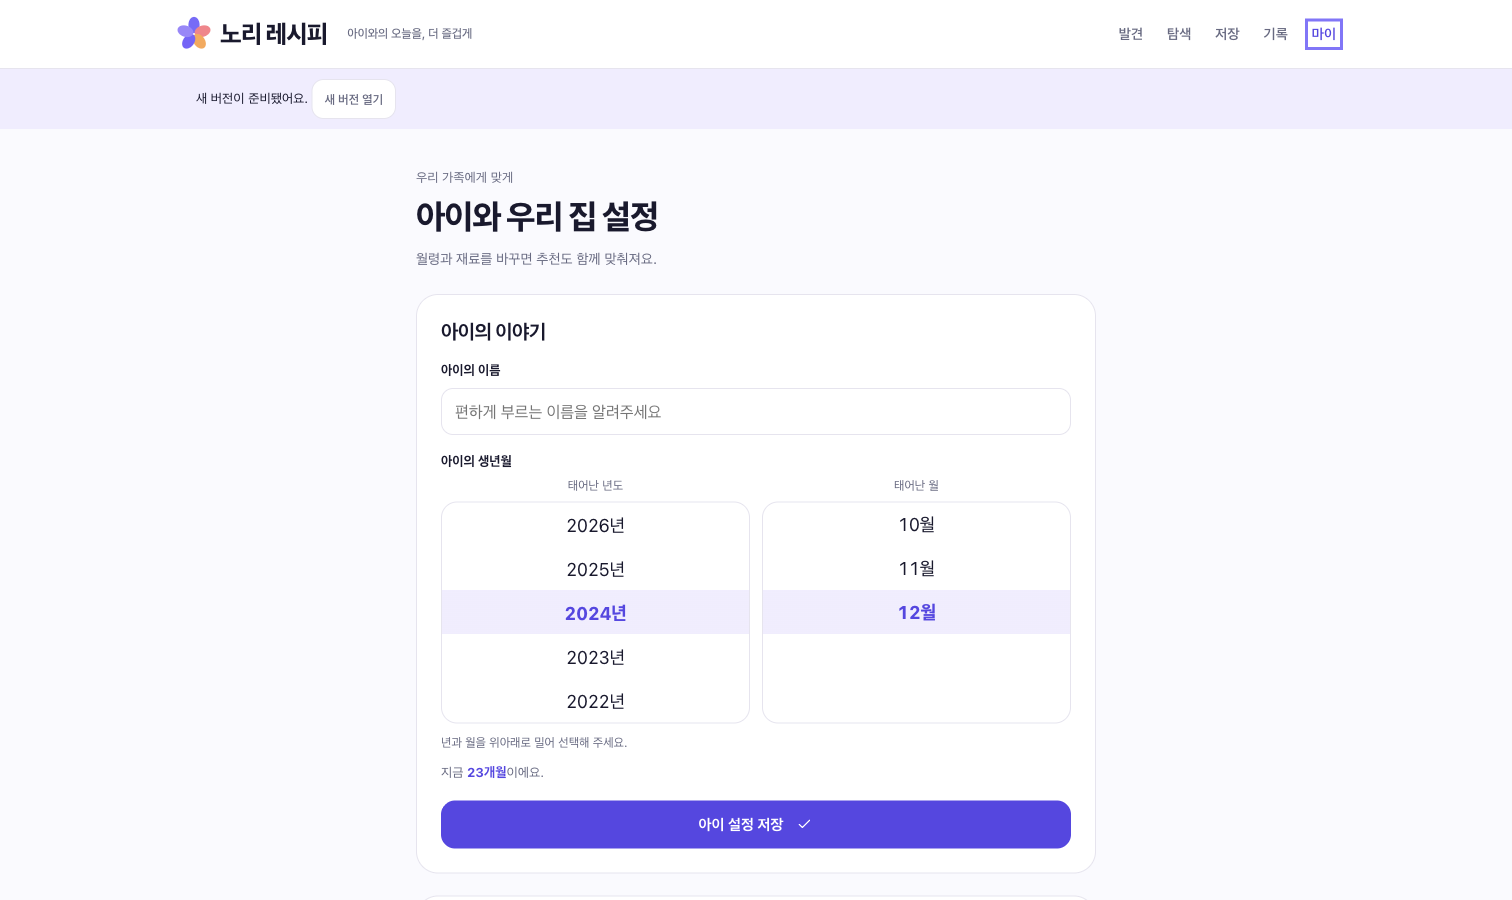 노리 레시피
아이와의 오늘을, 더 즐겁게
발견
탐색
저장
기록
마이
새 버전이 준비됐어요.
새 버전 열기
우리 가족에게 맞게
아이와 우리 집 설정
월령과 재료를 바꾸면 추천도 함께 맞춰져요.
아이의 이야기
아이의 이름
편하게 부르는 이름을 알려주세요
아이의 생년월
태어난 년도
2026년
2025년
2024년
2023년
2022년
태어난 월
10월
11월
12월
년과 월을 위아래로 밀어 선택해 주세요.
지금 23개월이에요.
아이 설정 저장